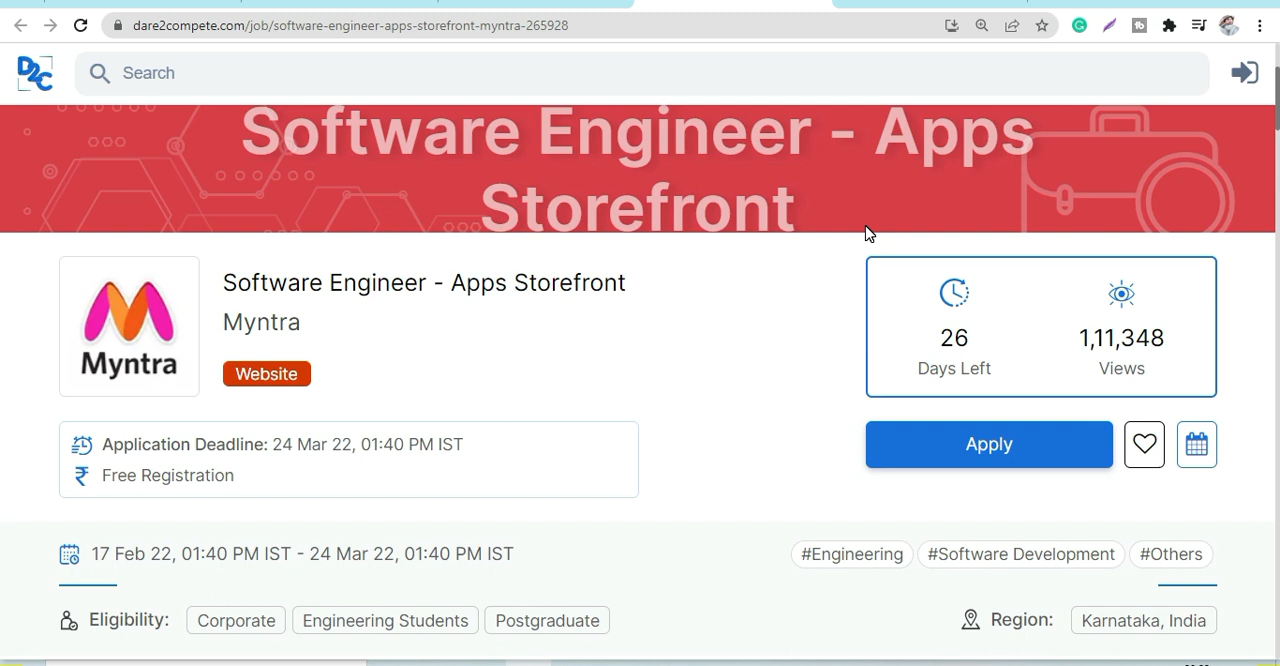 dare2compete.com/job/software-engineer-apps-storefront-myntra-265928
D2C
Search
Software Engineer - Apps
Storefront
Software Engineer - Apps Storefront
Myntra
Myntra
Website
26
Days Left
1,11,348
Views
Application Deadline: 24 Mar 22, 01:40 PM IST
₹ Free Registration
Apply
17 Feb 22, 01:40 PM IST - 24 Mar 22, 01:40 PM IST
#Engineering #Software Development #Others
Eligibility: Corporate Engineering Students Postgraduate
Region: Karnataka, India